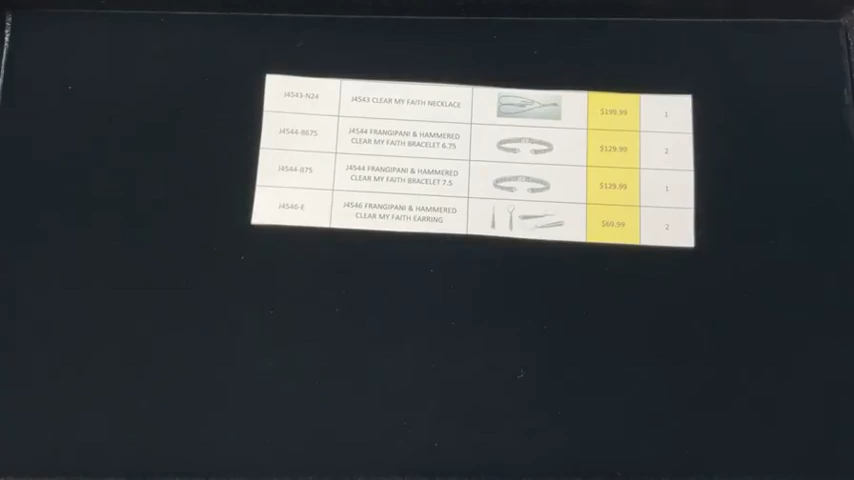 J4543-N24
J4543 CLEAR MY FAITH NECKLACE
$199.99
1
J4544-B675
J4544 FRANGIPANI & HAMMERED
CLEAR MY FAITH BRACELET 6.75
$129.99
2
J4544-B75
J4544 FRANGIPANI & HAMMERED
CLEAR MY FAITH BRACELET 7.5
$129.99
1
J4546-E
J4546 FRANGIPANI & HAMMERED
CLEAR MY FAITH EARRING
$69.99
2